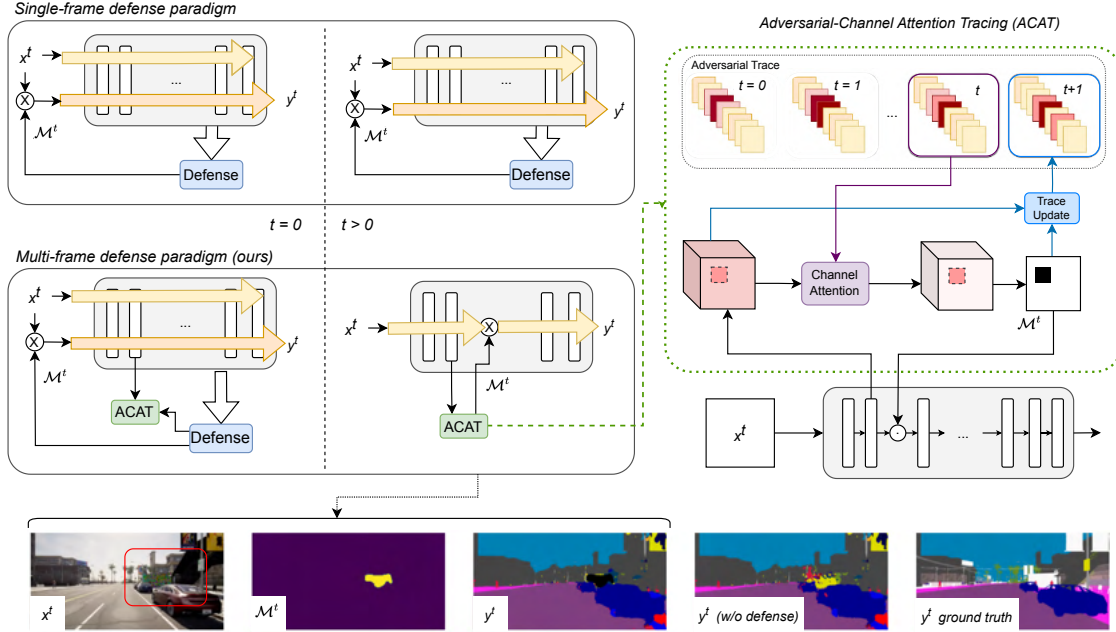 Single-frame defense paradigm
x^t
...
X
y^t
M^t
Defense
x^t
...
X
y^t
M^t
Defense
t = 0
t > 0
Multi-frame defense paradigm (ours)
x^t
...
X
y^t
M^t
ACAT
Defense
x^t
X
y^t
M^t
ACAT
Adversarial-Channel Attention Tracing (ACAT)
Adversarial Trace
t = 0
t = 1
...
t
t+1
Trace
Update
Channel
Attention
M^t
x^t
...
x^t
M^t
y^t
y^t (w/o defense)
y^t ground truth